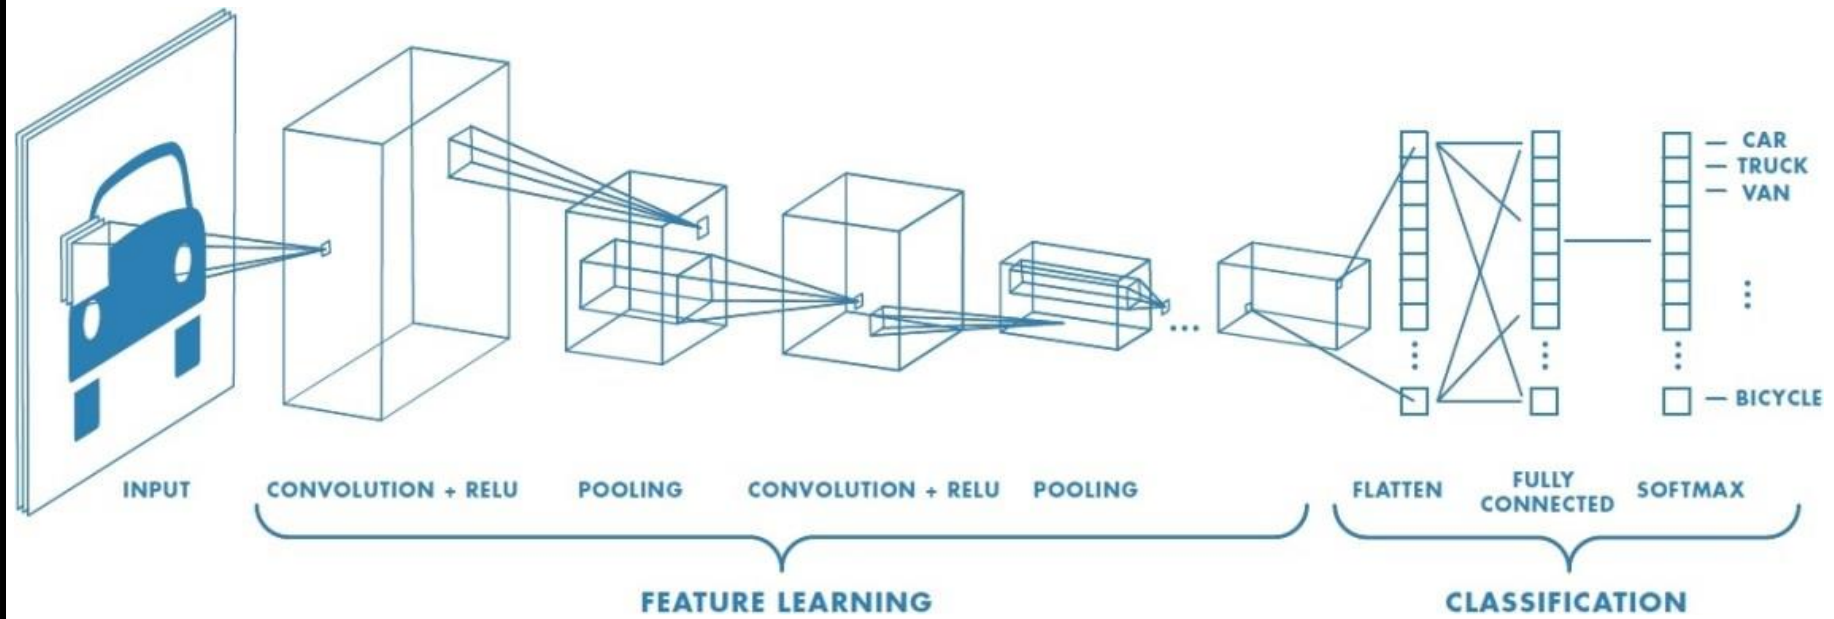 CAR
TRUCK
VAN
BICYCLE
INPUT
CONVOLUTION + RELU
POOLING
CONVOLUTION + RELU
POOLING
FLATTEN
FULLY
CONNECTED
SOFTMAX
FEATURE LEARNING
CLASSIFICATION